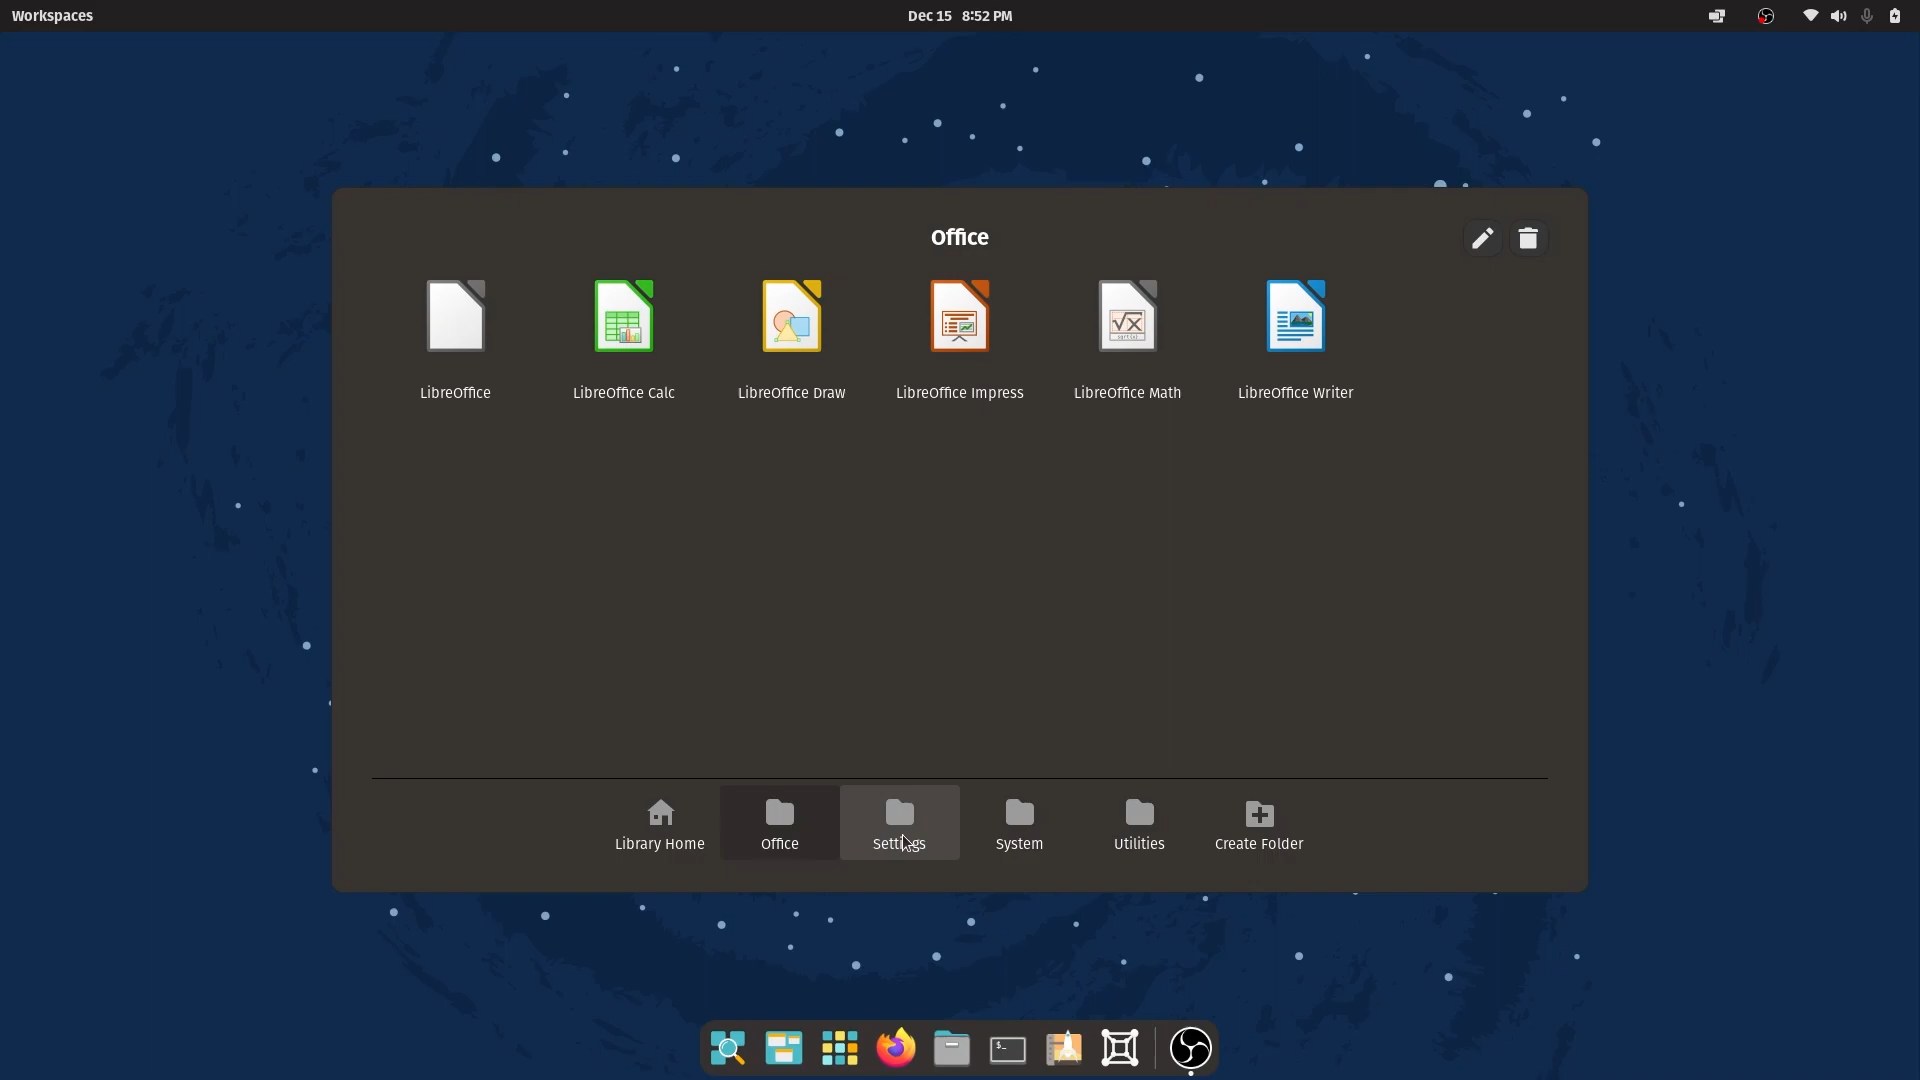 Workspaces
Dec 15 8:52 PM
Office
LibreOffice
LibreOffice Calc
LibreOffice Draw
LibreOffice Impress
LibreOffice Math
LibreOffice Writer
Library Home
Office
Settings
System
Utilities
Create Folder
$_